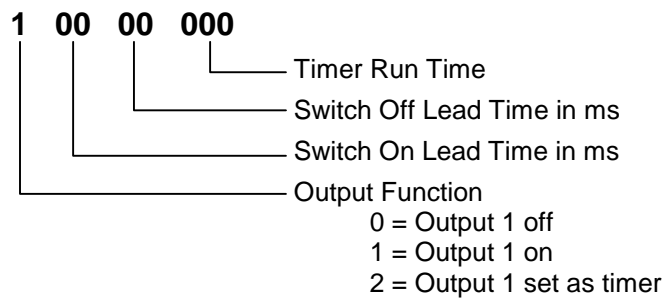 1 00 00 000
Timer Run Time
Switch Off Lead Time in ms
Switch On Lead Time in ms
Output Function
0 = Output 1 off
1 = Output 1 on
2 = Output 1 set as timer